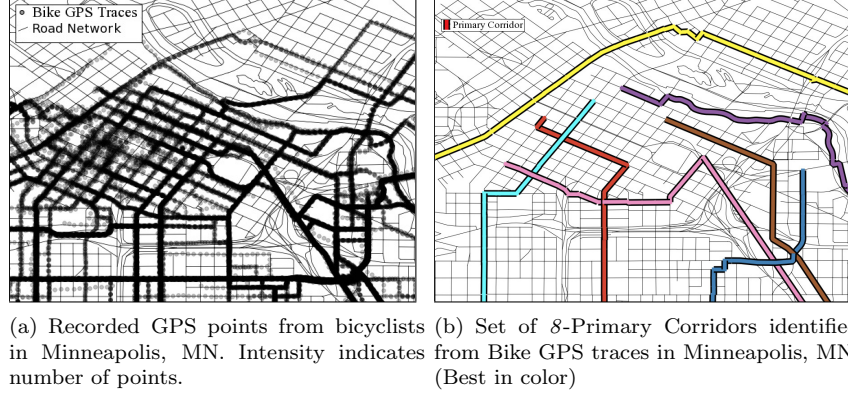 Bike GPS Traces
Road Network
Primary Corridor
(a) Recorded GPS points from bicyclists
in Minneapolis, MN. Intensity indicates
number of points.
(b) Set of 8-Primary Corridors identifie
from Bike GPS traces in Minneapolis, MN
(Best in color)